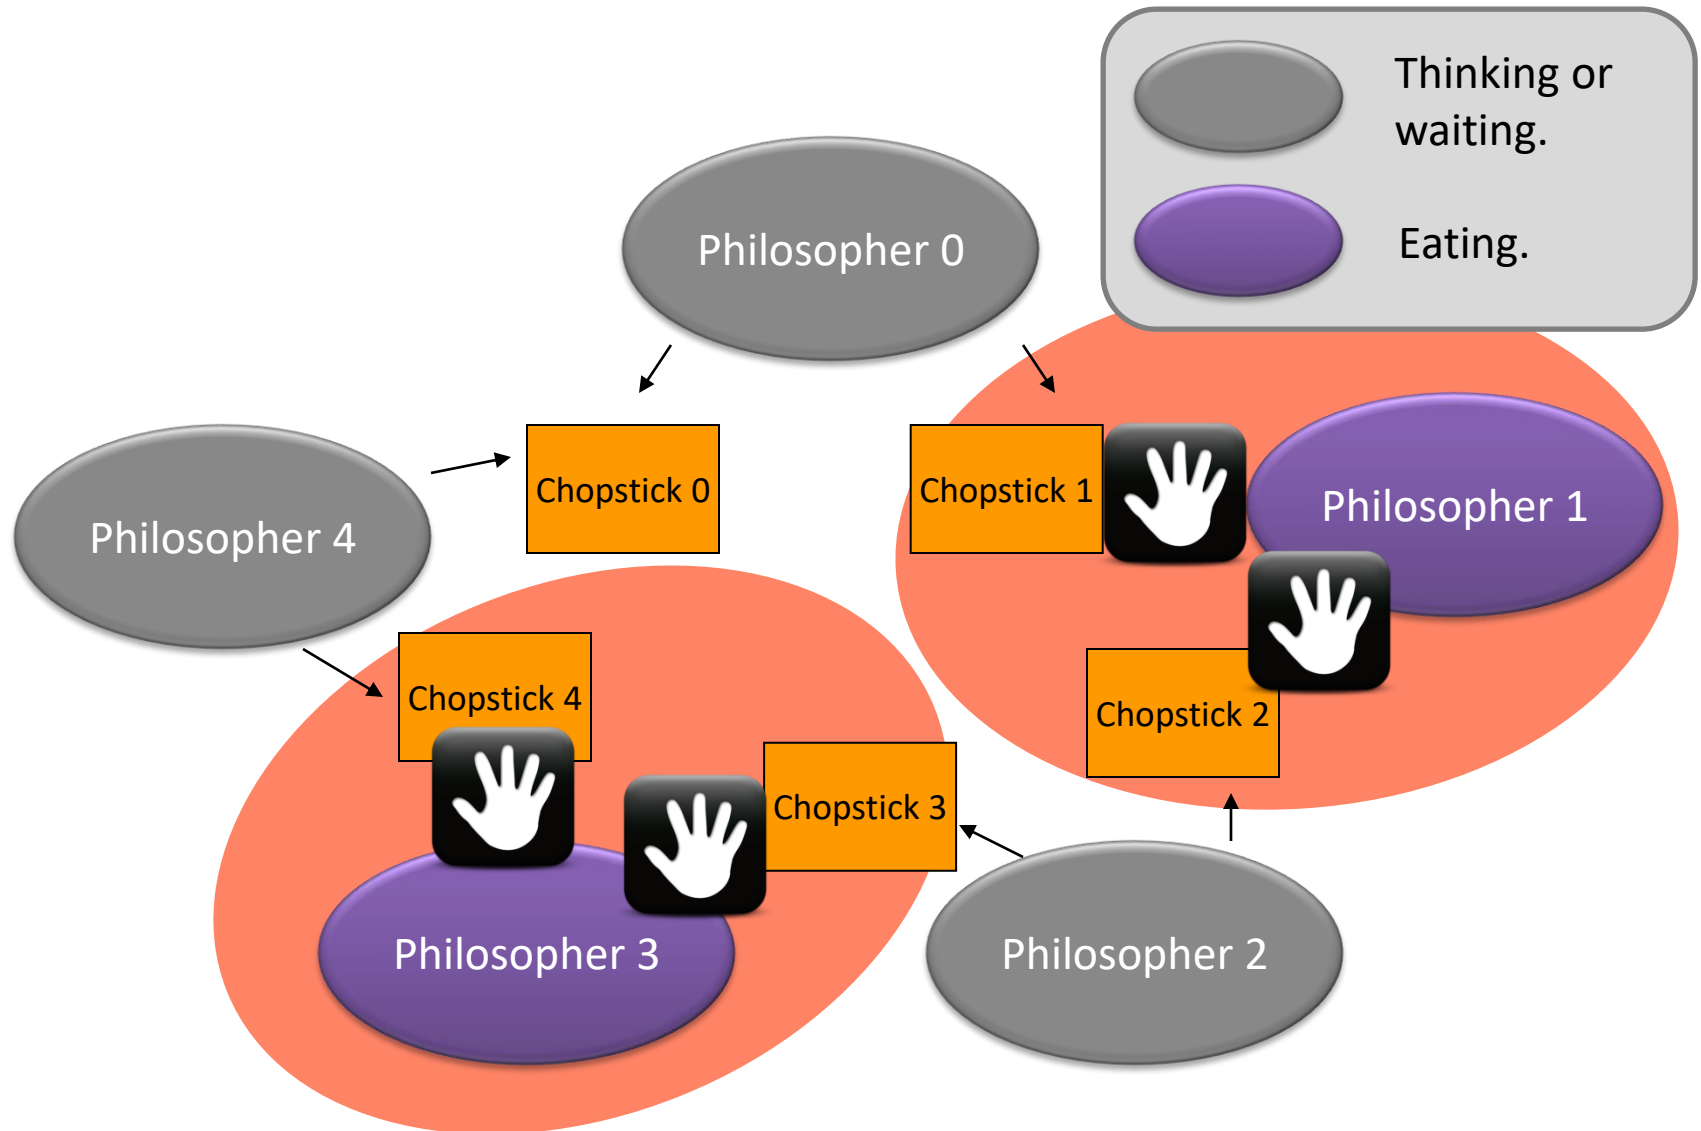 Thinking or
waiting.
Eating.
Philosopher 0
Philosopher 4
Chopstick 0
Chopstick 1
Philosopher 1
Chopstick 4
Chopstick 2
Chopstick 3
Philosopher 3
Philosopher 2